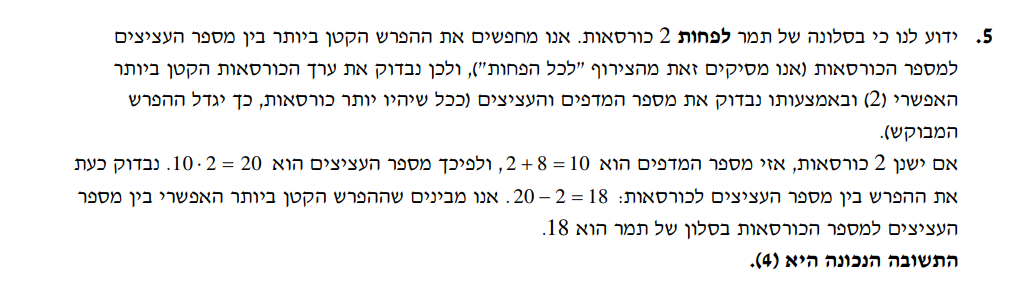 5. ידוע לנו כי בסלונה של תמר לפחות 2 כורסאות. אנו מחפשים את ההפרש הקטן ביותר בין מספר העציצים
למספר הכורסאות (אנו מסיקים זאת מהצירוף "לכל הפחות"), ולכן נבדוק את ערך הכורסאות הקטן ביותר
האפשרי (2) ובאמצעותו נבדוק את מספר המדפים והעציצים (ככל שיהיו יותר כורסאות, כך יגדל ההפרש
המבוקש).
אם ישנן 2 כורסאות, אזי מספר המדפים הוא 2 + 8 = 10, ולפיכך מספר העציצים הוא 10 · 2 = 20. נבדוק כעת
את ההפרש בין מספר העציצים לכורסאות: 20 – 2 = 18. אנו מבינים שההפרש הקטן ביותר האפשרי בין מספר
העציצים למספר הכורסאות בסלון של תמר הוא 18.
התשובה הנכונה היא (4).